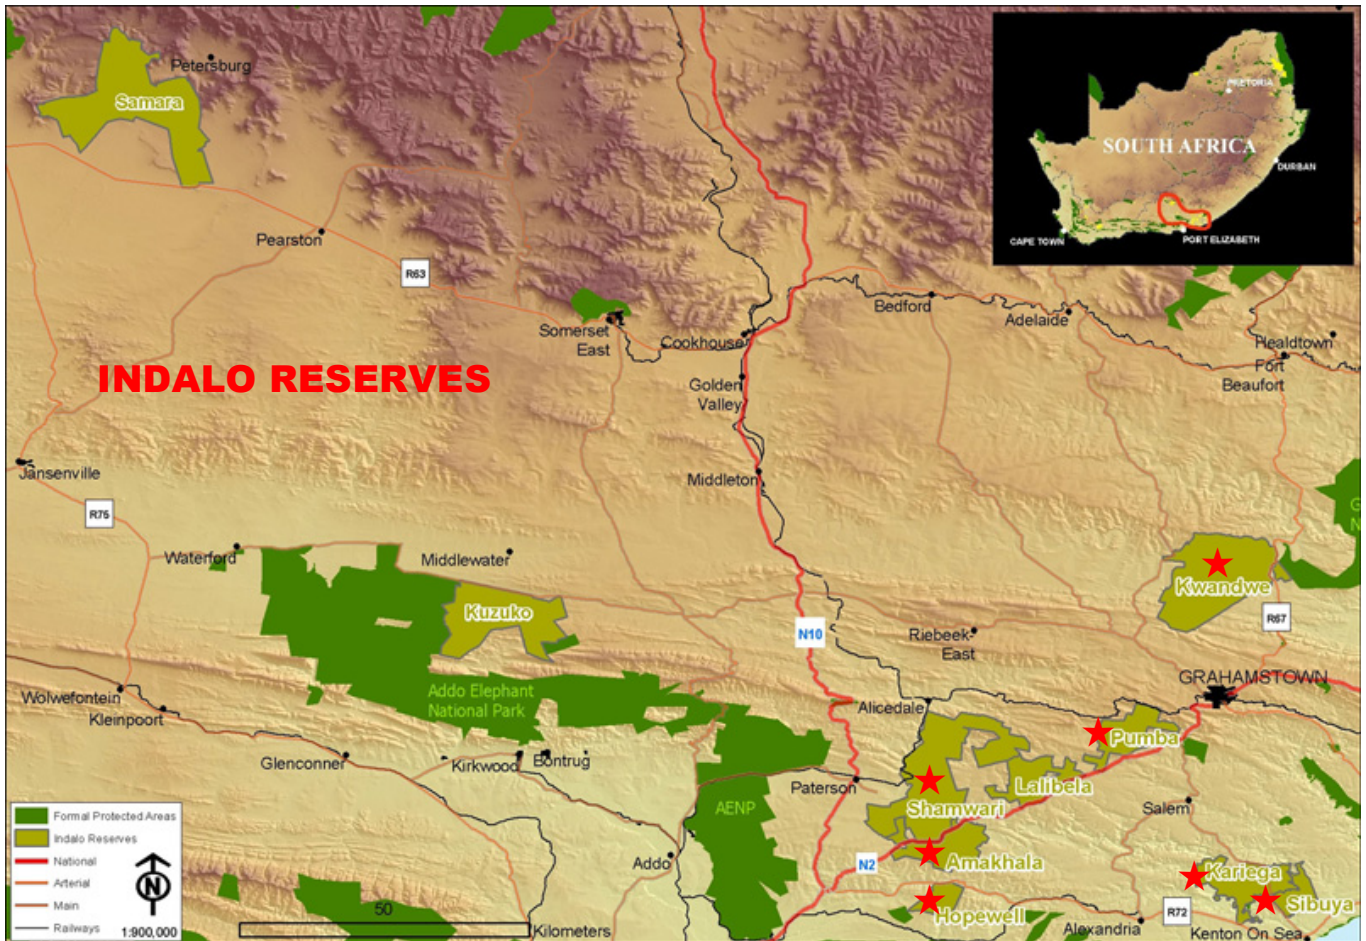 Petersburg
Samara
PRETORIA
SOUTH AFRICA
DURBAN
CAPE TOWN
PORT ELIZABETH
Pearston
R63
Bedford
Adelaide
Somerset
East
Cookhouse
Healdtown
Fort
Beaufort
INDALO RESERVES
Golden
Valley
Jansenville
Middleton
R75
G
N
Waterford
Middlewater
Kwandwe
Kuzuko
R67
N10
Riebeek-
East
GRAHAMSTOWN
Wolwefontein
Kleinpoort
Addo Elephant
National Park
Alicedale
Pumba
Glenconner
Kirkwood
Bontrug
Paterson
Lalibela
AENP
Shamwari
Salem
Formal Protected Areas
Indalo Reserves
National
Arterial
Main
Railways
N
1:900,000
Addo
N2
Amakhala
Kariega
Sibuya
Hopewell
50
Kilometers
Alexandria
R72
Kenton On Sea